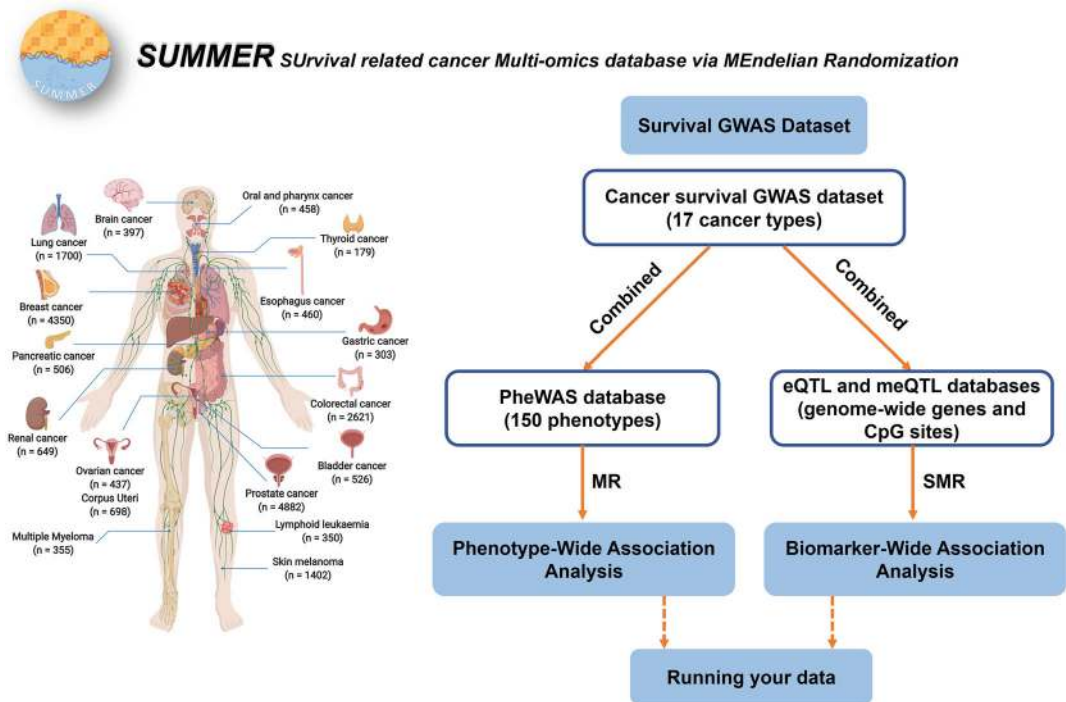 SUMMER
SUMMER SUrvival related cancer Multi-omics database via MEndelian Randomization
Brain cancer
(n = 397)
Oral and pharynx cancer
(n = 458)
Lung cancer
(n = 1700)
Thyroid cancer
(n = 179)
Breast cancer
(n = 4350)
Esophagus cancer
(n = 460)
Pancreatic cancer
(n = 506)
Gastric cancer
(n = 303)
Renal cancer
(n = 649)
Colorectal cancer
(n = 2621)
Ovarian cancer
(n = 437)
Corpus Uteri
(n = 698)
Bladder cancer
(n = 526)
Prostate cancer
(n = 4882)
Multiple Myeloma
(n = 355)
Lymphoid leukaemia
(n = 350)
Skin melanoma
(n = 1402)
Survival GWAS Dataset
Cancer survival GWAS dataset
(17 cancer types)
Combined
Combined
PheWAS database
(150 phenotypes)
eQTL and meQTL databases
(genome-wide genes and
CpG sites)
MR
SMR
Phenotype-Wide Association
Analysis
Biomarker-Wide Association
Analysis
Running your data